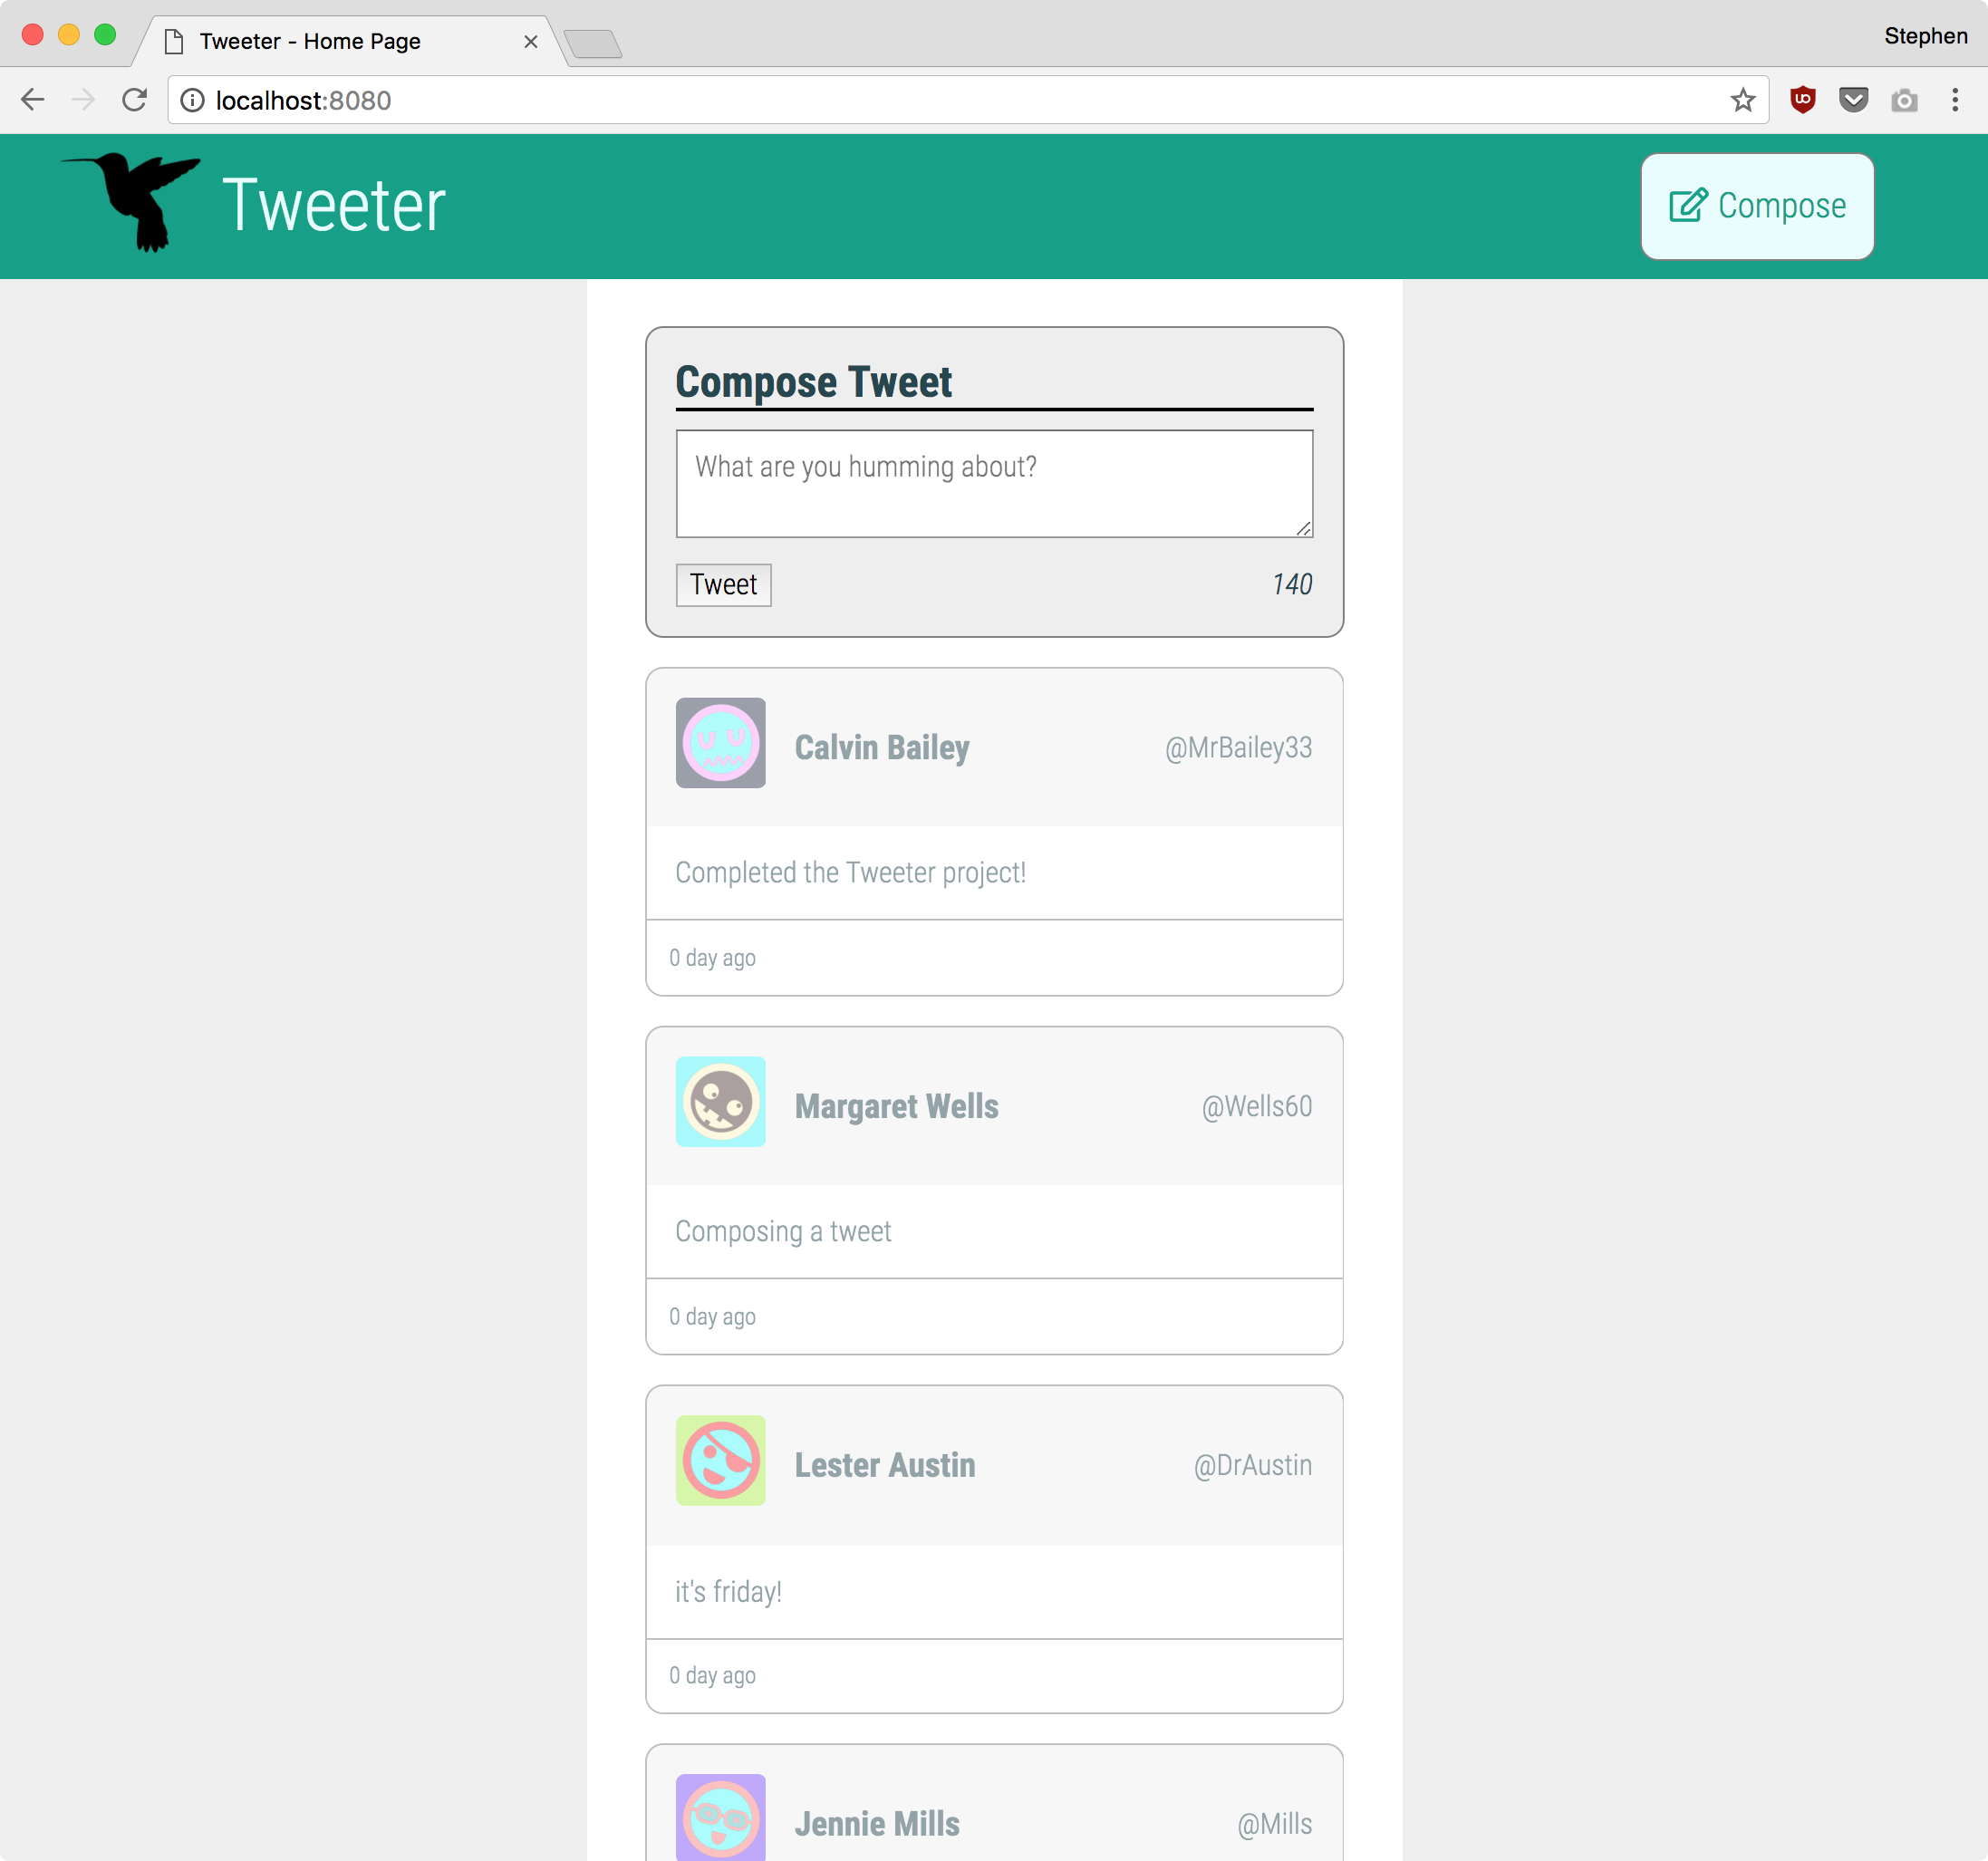 Tweeter - Home Page
Stephen
localhost:8080
Tweeter
Compose
Compose Tweet
What are you humming about?
Tweet
140
Calvin Bailey
@MrBailey33
Completed the Tweeter project!
0 day ago
Margaret Wells
@Wells60
Composing a tweet
0 day ago
Lester Austin
@DrAustin
it's friday!
0 day ago
Jennie Mills
@Mills